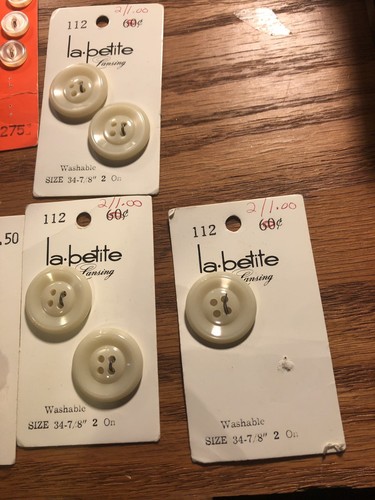 2/1.00
112 60¢
la·petite
Lansing
Washable
SIZE 34-7/8" 2 On
2751
.50
2/1.00
112 60¢
la·petite
Lansing
Washable
SIZE 34-7/8" 2 On
2/1.00
112 60¢
la·petite
Lansing
Washable
SIZE 34-7/8" 2 On